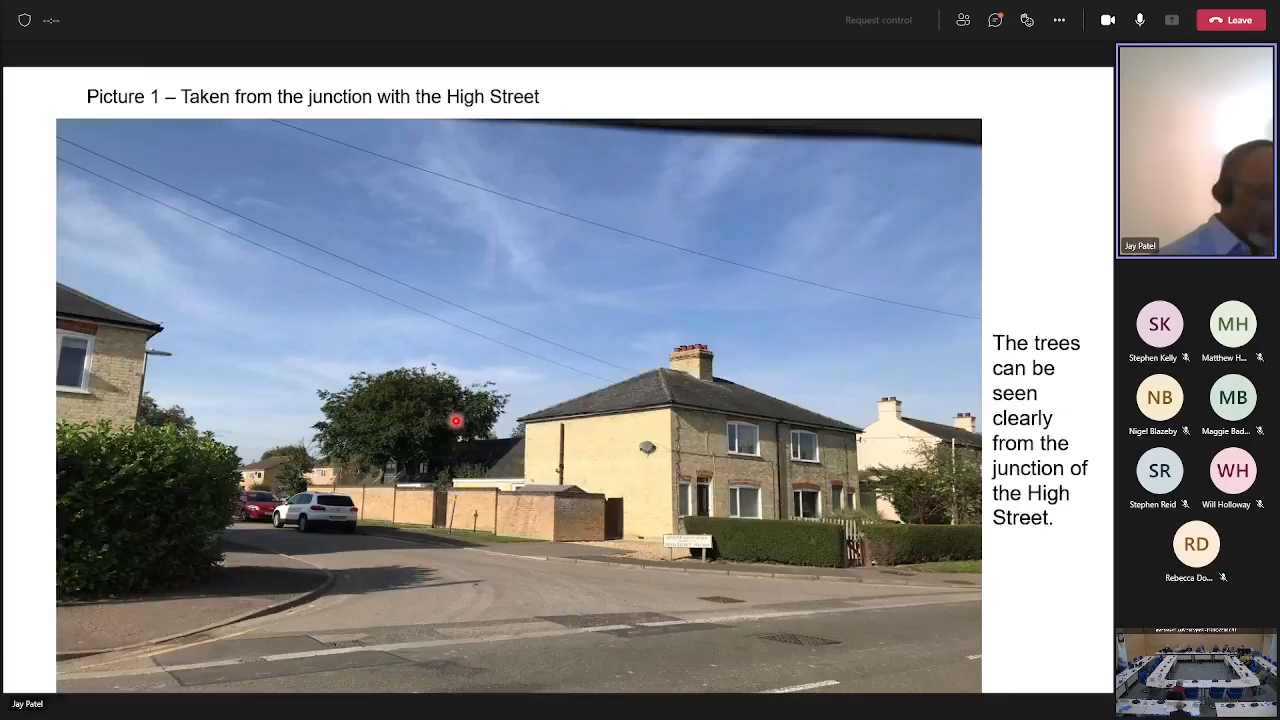 --:--
Request control
Leave
Picture 1 – Taken from the junction with the High Street
The trees
can be
seen
clearly
from the
junction of
the High
Street.
Jay Patel
SK
Stephen Kelly
MH
Matthew H...
NB
Nigel Blazeby
MB
Maggie Bad...
SR
Stephen Reid
WH
Will Holloway
RD
Rebecca Do...
Jay Patel